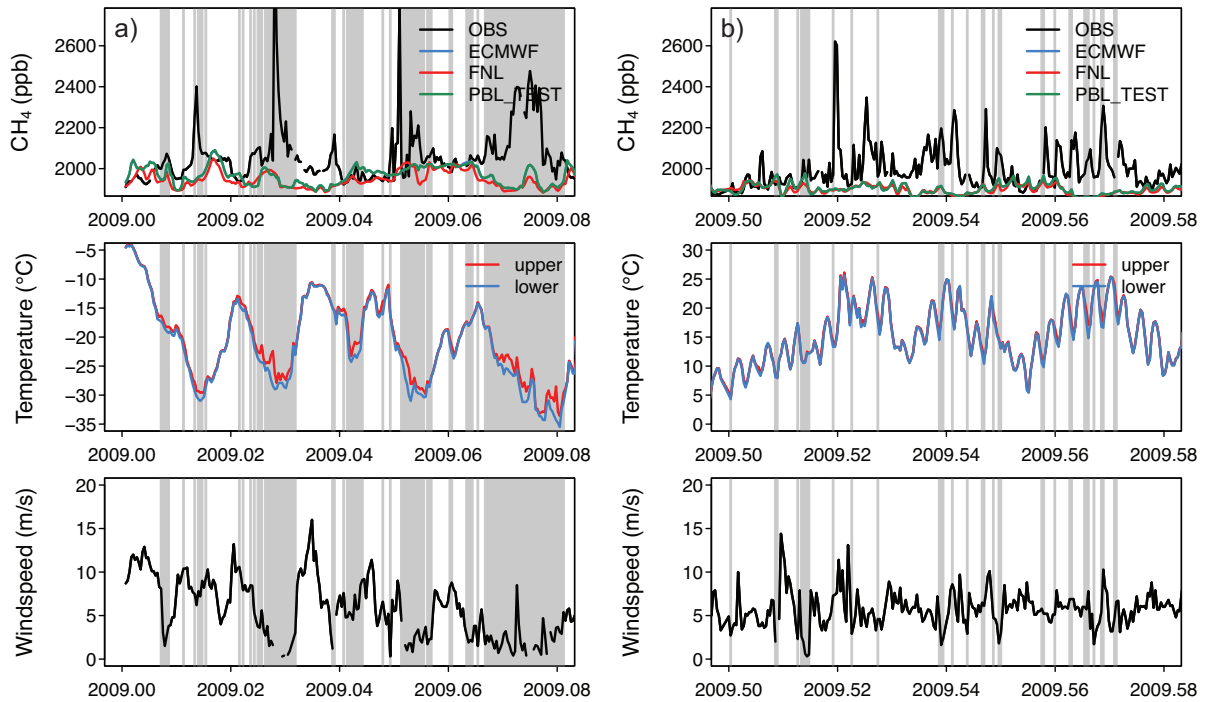 a)
OBS
ECMWF
FNL
PBL_TEST
CH4 (ppb)
2600
2400
2200
2000
2009.00 2009.02 2009.04 2009.06 2009.08
b)
OBS
ECMWF
FNL
PBL_TEST
CH4 (ppb)
2600
2400
2200
2000
2009.50 2009.52 2009.54 2009.56 2009.58
upper
lower
Temperature (°C)
−5
−10
−15
−20
−25
−30
−35
2009.00 2009.02 2009.04 2009.06 2009.08
upper
lower
Temperature (°C)
30
25
20
15
10
5
0
2009.50 2009.52 2009.54 2009.56 2009.58
Windspeed (m/s)
20
15
10
5
0
2009.00 2009.02 2009.04 2009.06 2009.08
Windspeed (m/s)
20
15
10
5
0
2009.50 2009.52 2009.54 2009.56 2009.58